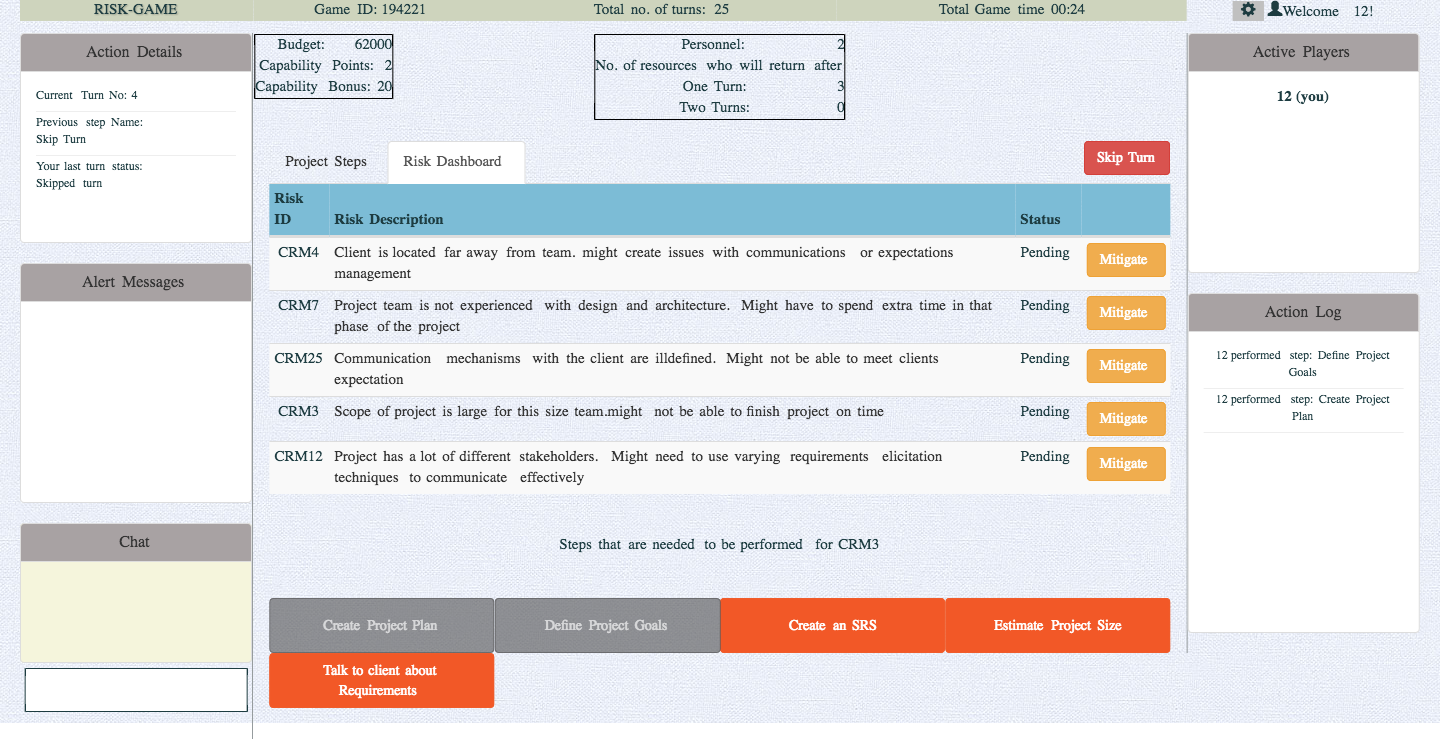 RISK-GAME
Game ID: 194221
Total no. of turns: 25
Total Game time 00:24
Welcome 12!
Action Details
Current Turn No: 4
Previous step Name:
Skip Turn
Your last turn status:
Skipped turn
Alert Messages
Chat
Budget: 62000
Capability Points: 2
Capability Bonus: 20
Personnel: 2
No. of resources who will return after
One Turn: 3
Two Turns: 0
Project Steps
Risk Dashboard
Skip Turn
Risk
ID
Risk Description
Status
CRM4 Client is located far away from team. might create issues with communications or expectations Pending Mitigate
management
CRM7 Project team is not experienced with design and architecture. Might have to spend extra time in that Pending Mitigate
phase of the project
CRM25 Communication mechanisms with the client are illdefined. Might not be able to meet clients Pending Mitigate
expectation
CRM3 Scope of project is large for this size team.might not be able to finish project on time Pending Mitigate
CRM12 Project has a lot of different stakeholders. Might need to use varying requirements elicitation Pending Mitigate
techniques to communicate effectively
Steps that are needed to be performed for CRM3
Create Project Plan
Define Project Goals
Create an SRS
Estimate Project Size
Talk to client about
Requirements
Active Players
12 (you)
Action Log
12 performed step: Define Project
Goals
12 performed step: Create Project
Plan